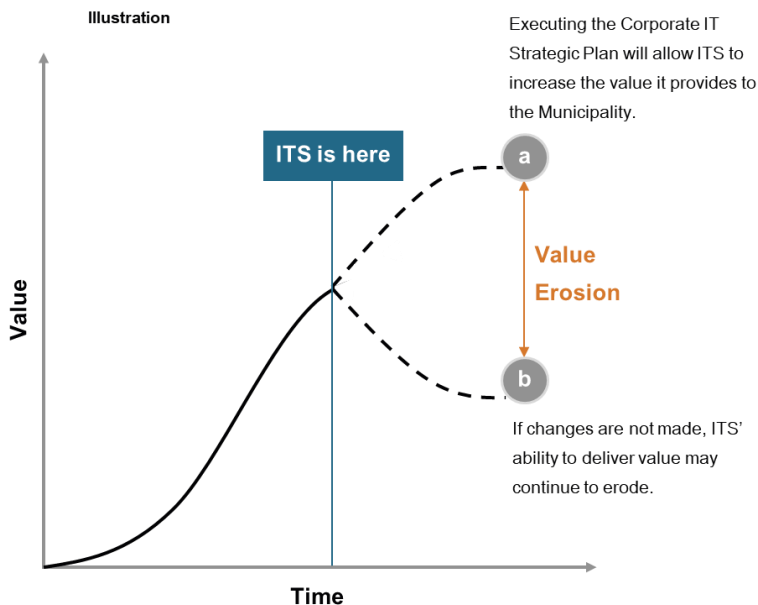 Illustration
Executing the Corporate IT
Strategic Plan will allow ITS to
increase the value it provides to
the Municipality.
ITS is here
a
Value
Erosion
b
If changes are not made, ITS’
ability to deliver value may
continue to erode.
Value
Time